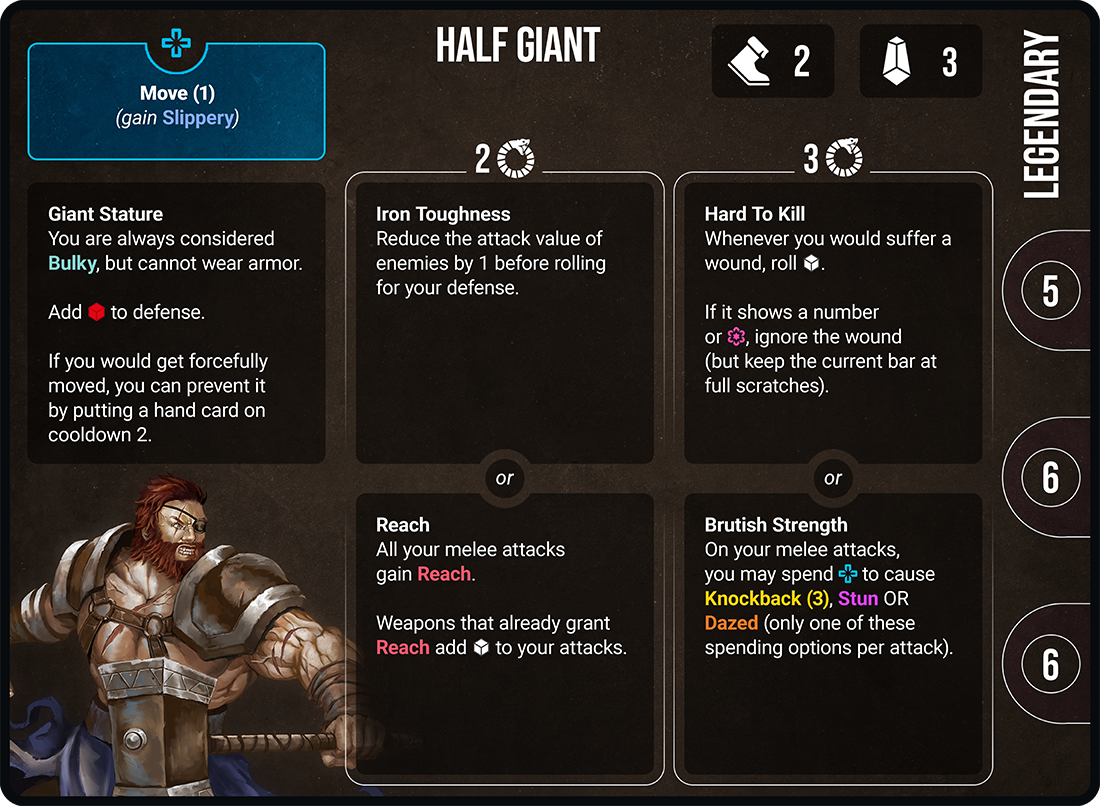 HALF GIANT
2
3
LEGENDARY
Move (1)
(gain Slippery)
Giant Stature
You are always considered
Bulky, but cannot wear armor.
Add to defense.
If you would get forcefully
moved, you can prevent it
by putting a hand card on
cooldown 2.
2
Iron Toughness
Reduce the attack value of
enemies by 1 before rolling
for your defense.
or
Reach
All your melee attacks
gain Reach.
Weapons that already grant
Reach add to your attacks.
3
Hard To Kill
Whenever you would suffer a
wound, roll .
If it shows a number
or , ignore the wound
(but keep the current bar at
full scratches).
or
Brutish Strength
On your melee attacks,
you may spend to cause
Knockback (3), Stun OR
Dazed (only one of these
spending options per attack).
5
6
6